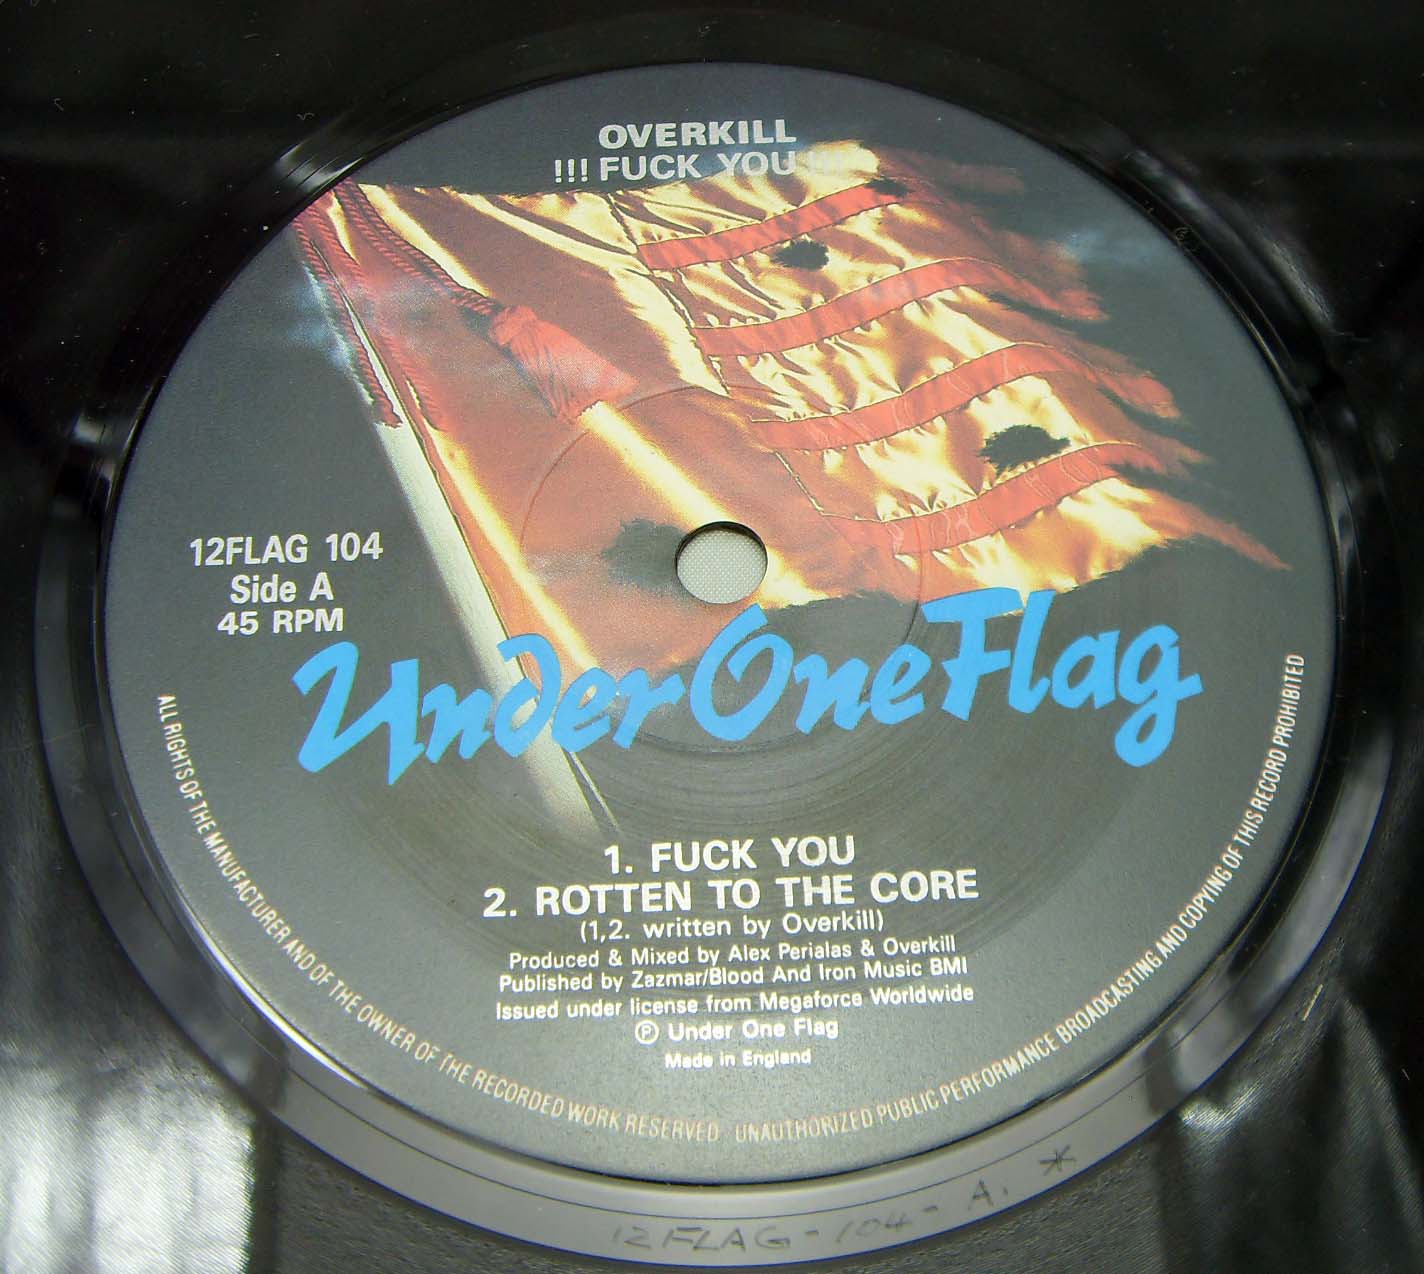 OVERKILL
!!! FUCK YOU !!!
12FLAG 104
Side A
45 RPM
Under One Flag
1. FUCK YOU
2. ROTTEN TO THE CORE
(1,2. written by Overkill)
Produced & Mixed by Alex Perialas & Overkill
Published by Zazmar/Blood And Iron Music BMI
Issued under license from Megaforce Worldwide
℗ Under One Flag
Made in England
ALL RIGHTS OF THE MANUFACTURER AND OF THE OWNER OF THE RECORDED WORK RESERVED UNAUTHORIZED PUBLIC PERFORMANCE BROADCASTING AND COPYING OF THIS RECORD PROHIBITED
12FLAG-104-A. *